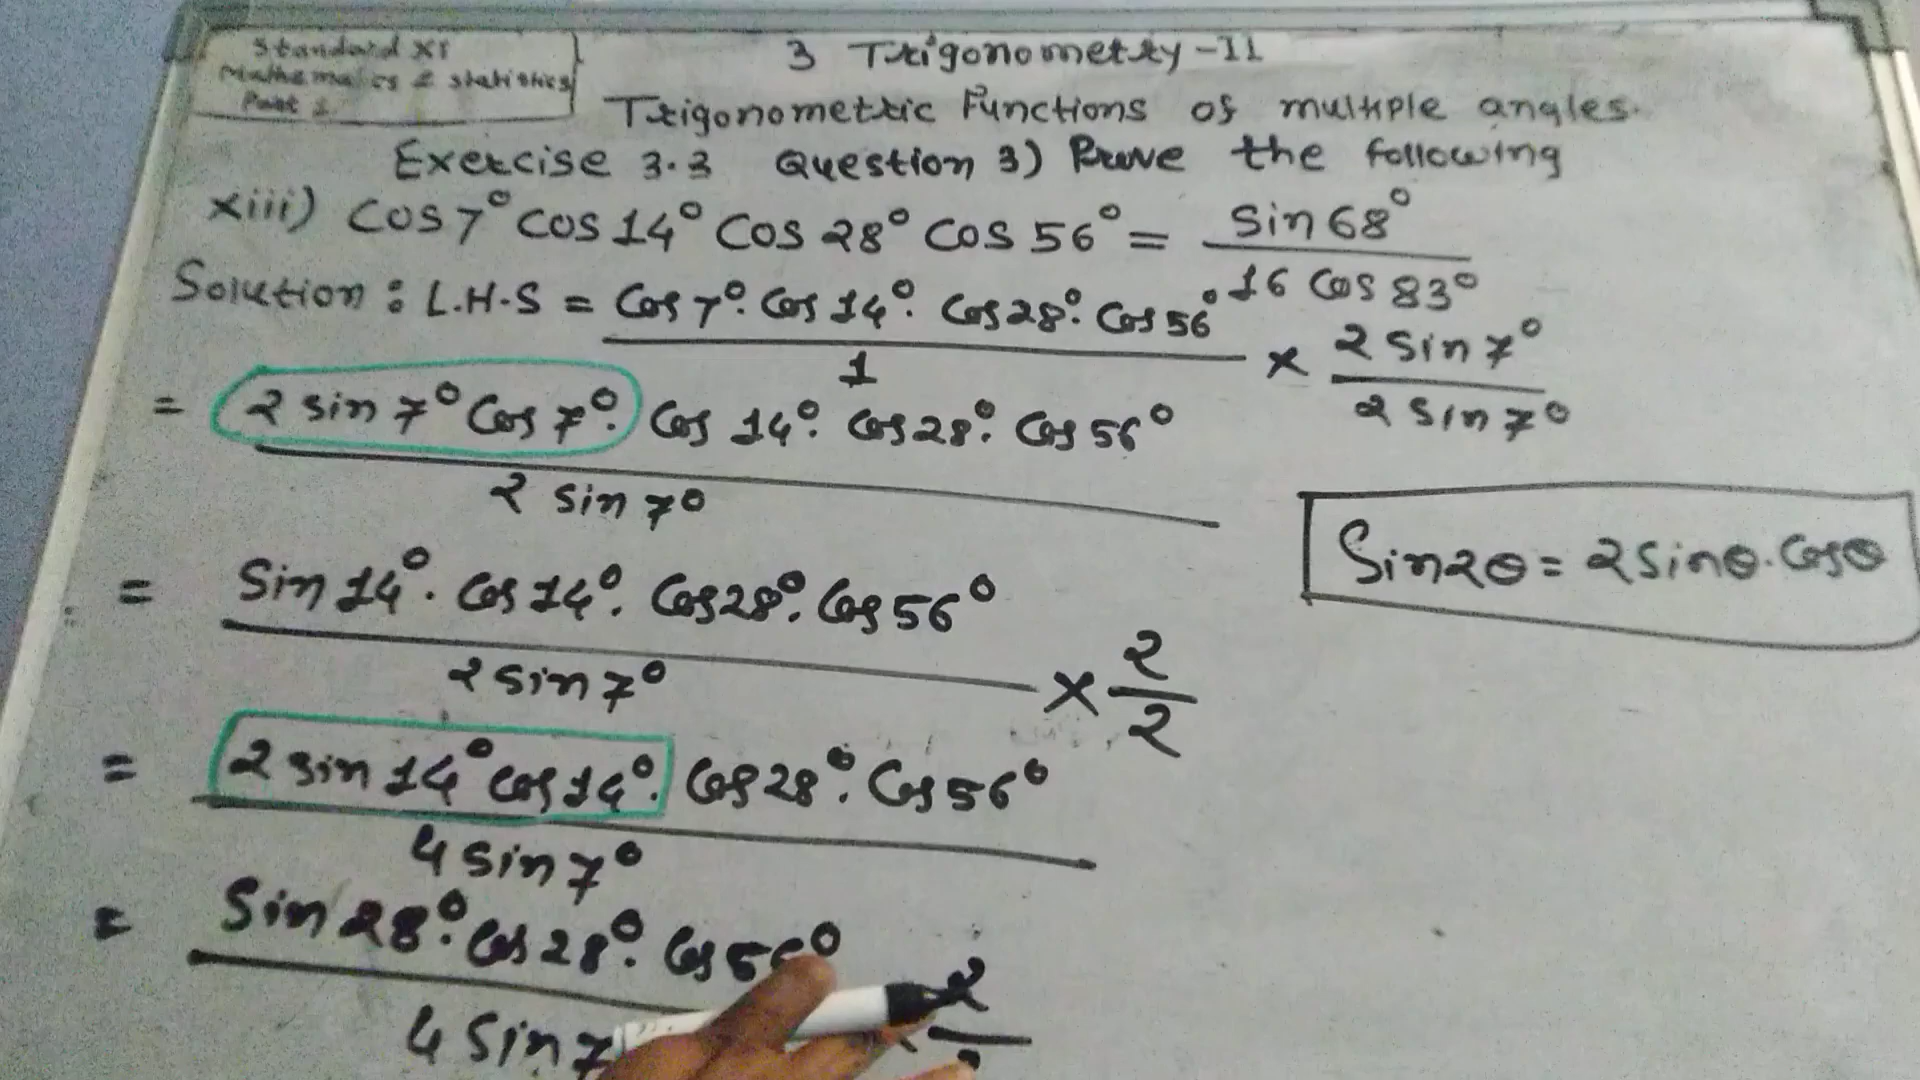 Standard XI
Mathematics & statistics
Part 1
3 Trigonometry -II
Trigonometric Functions of multiple angles.
Exercise 3.3 Question 3) Prove the following
xiii) cos 7° cos 14° cos 28° cos 56° = sin 68° / 16 cos 83°
Solution : L.H.S = cos 7°. cos 14°. cos 28°. cos 56° / 1 × 2 sin 7° / 2 sin 7°
= 2 sin 7° cos 7°. cos 14°. cos 28°. cos 56° / 2 sin 7°
Sin2θ = 2sinθ.cosθ
= sin 14°. cos 14°. cos 28°. cos 56° / 2 sin 7° × 2 / 2
= 2 sin 14° cos 14°. cos 28°. cos 56° / 4 sin 7°
= sin 28°. cos 28°. cos 56° / 4 sin 7 × 2